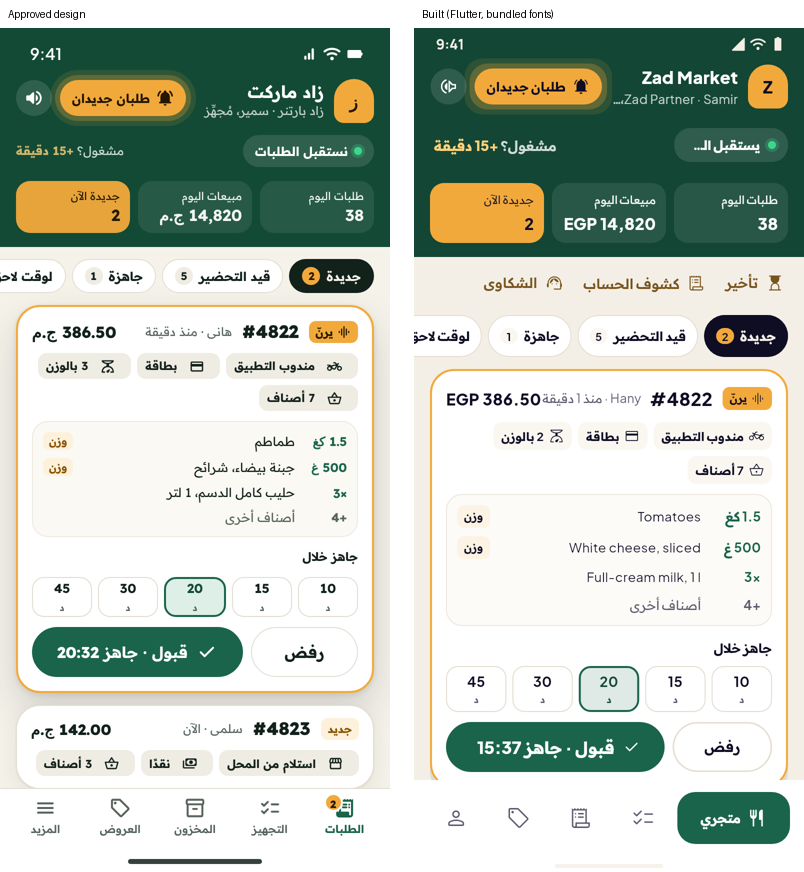 Approved design
9:41
زاد ماركت
زاد بارتنر · سمير، مُجهِّز
طلبان جديدان
ز
نستقبل الطلبات
مشغول؟ +15 دقيقة
طلبات اليوم
38
مبيعات اليوم
14,820 ج.م
جديدة الآن
2
جديدة 2
قيد التحضير 5
جاهزة 1
لوقت لاحق
يرنّ
#4822
هاني · منذ دقيقة
386.50 ج.م
مندوب التطبيق
بطاقة
3 بالوزن
7 أصناف
1.5 كغ طماطم وزن
500 غ جبنة بيضاء، شرائح وزن
3× حليب كامل الدسم، 1 لتر
+4 أصناف أخرى
جاهز خلال
10 د
15 د
20 د
30 د
45 د
رفض
قبول · جاهز 20:32
جديد
#4823
سلمى · الآن
142.00 ج.م
استلام من المحل
نقدًا
3 أصناف
2
الطلبات
التجهيز
المخزون
العروض
المزيد
Built (Flutter, bundled fonts)
9:41
Z
Zad Market
Zad Partner · Samir،...
طلبان جديدان
يستقبل الـ...
مشغول؟ +15 دقيقة
طلبات اليوم
38
مبيعات اليوم
EGP 14,820
جديدة الآن
2
تأخير
كشوف الحساب
الشكاوى
جديدة 2
قيد التحضير 5
جاهزة 1
لوقت لاحق
يرنّ
#4822
Hany · منذ 1 دقيقة
EGP 386.50
مندوب التطبيق
بطاقة
2 بالوزن
7 أصناف
1.5 كغ Tomatoes وزن
500 غ White cheese, sliced وزن
3× Full-cream milk, 1 l
+4 أصناف أخرى
جاهز خلال
10 د
15 د
20 د
30 د
45 د
رفض
قبول · جاهز 15:37
متجري